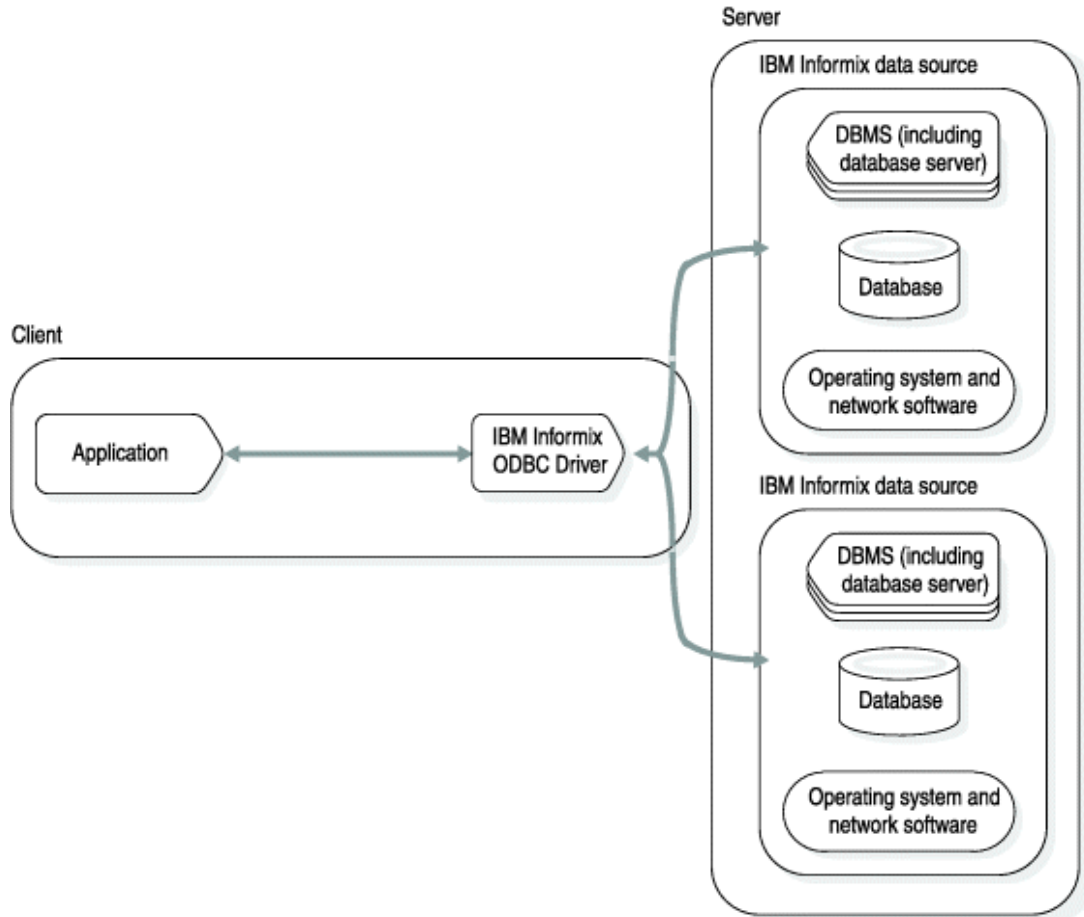 Server
IBM Informix data source
DBMS (including
database server)
Database
Operating system and
network software
Client
Application
IBM Informix
ODBC Driver
IBM Informix data source
DBMS (including
database server)
Database
Operating system and
network software